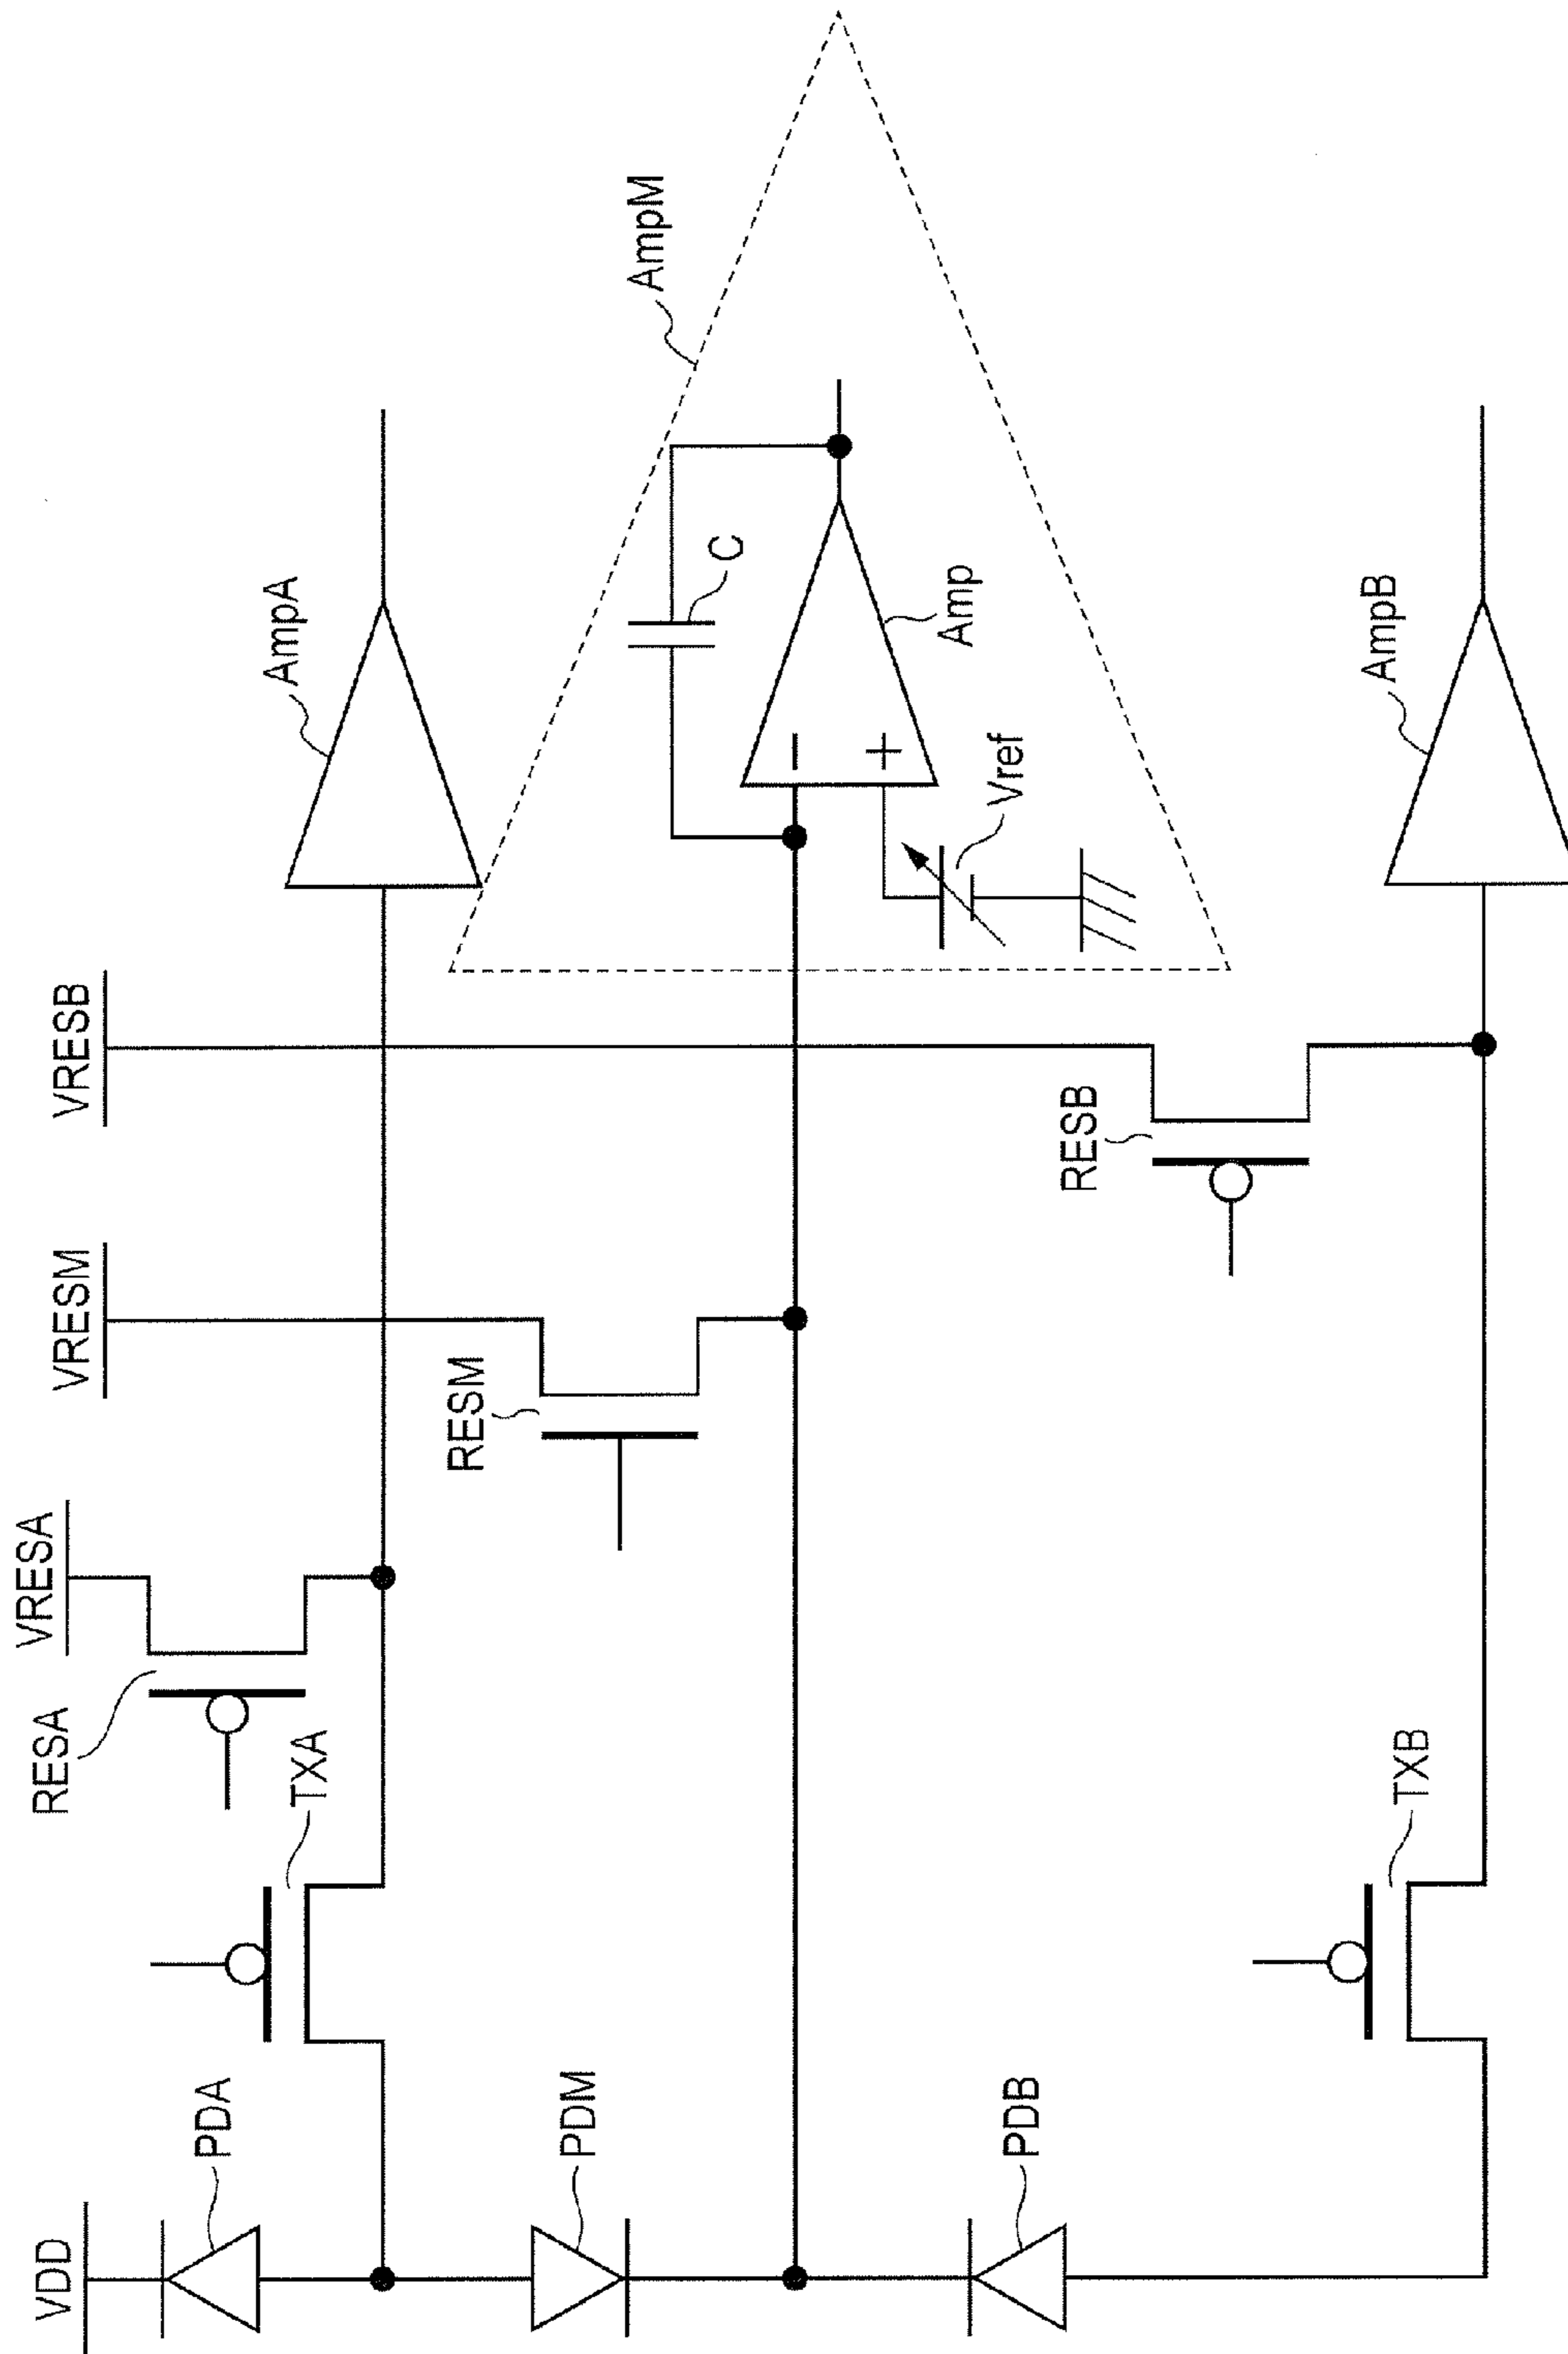 VDD
PDA
PDM
PDB
TXA
TXB
RESA
VRESA
RESM
VRESM
RESB
VRESB
AmpA
AmpM
C
Amp
−
+
Vref
AmpB